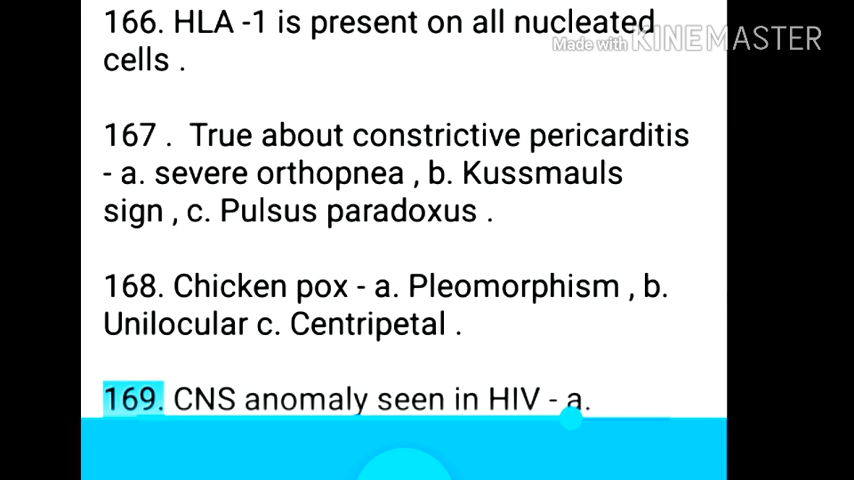 166. HLA -1 is present on all nucleated
cells .
Made with KINEMASTER
167 . True about constrictive pericarditis
- a. severe orthopnea , b. Kussmauls
sign , c. Pulsus paradoxus .
168. Chicken pox - a. Pleomorphism , b.
Unilocular c. Centripetal .
169. CNS anomaly seen in HIV - a.